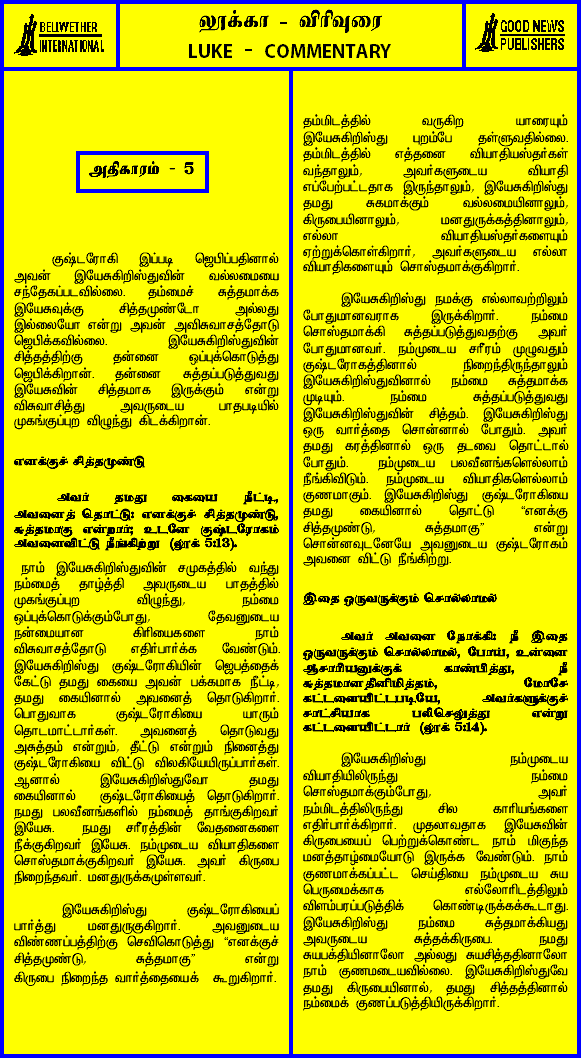 BELLWETHER
INTERNATIONAL
லூக்கா - விரிவுரை
LUKE - COMMENTARY
GOOD NEWS
PUBLISHERS
அதிகாரம் - 5
குஷ்டரோகி இப்படி ஜெபிப்பதினால்
அவன் இயேசுகிறிஸ்துவின் வல்லமையை
சந்தேகப்படவில்லை. தம்மைச் சுத்தமாக்க
இயேசுவுக்கு சித்தமுண்டோ அல்லது
இல்லையோ என்று அவன் அவிசுவாசத்தோடு
ஜெபிக்கவில்லை. இயேசுகிறிஸ்துவின்
சித்தத்திற்கு தன்னை ஒப்புக்கொடுத்து
ஜெபிக்கிறான். தன்னை சுத்தப்படுத்துவது
இயேசுவின் சித்தமாக இருக்கும் என்று
விசுவாசித்து அவருடைய பாதபடியில்
முகங்குப்புற விழுந்து கிடக்கிறான்.
எனக்குச் சித்தமுண்டு
அவர் தமது கையை நீட்டி,
அவனைத் தொட்டு: எனக்குச் சித்தமுண்டு,
சுத்தமாகு என்றார்; உடனே குஷ்டரோகம்
அவனைவிட்டு நீங்கிற்று (லூக் 5:13).
நாம் இயேசுகிறிஸ்துவின் சமுகத்தில் வந்து
நம்மைத் தாழ்த்தி அவருடைய பாதத்தில்
முகங்குப்புற விழுந்து, நம்மை
ஒப்புக்கொடுக்கும்போது, தேவனுடைய
நன்மையான கிரியைகளை நாம்
விசுவாசத்தோடு எதிர்பார்க்க வேண்டும்.
இயேசுகிறிஸ்து குஷ்டரோகியின் ஜெபத்தைக்
கேட்டு தமது கையை அவன் பக்கமாக நீட்டி,
தமது கையினால் அவனைத் தொடுகிறார்.
பொதுவாக குஷ்டரோகியை யாரும்
தொடமாட்டார்கள். அவனைத் தொடுவது
அசுத்தம் என்றும், தீட்டு என்றும் நினைத்து
குஷ்டரோகியை விட்டு விலகியேயிருப்பார்கள்.
ஆனால் இயேசுகிறிஸ்துவோ தமது
கையினால் குஷ்டரோகியைத் தொடுகிறார்.
நமது பலவீனங்களில் நம்மைத் தாங்குகிறவர்
இயேசு. நமது சரீரத்தின் வேதனைகளை
நீக்குகிறவர் இயேசு. நம்முடைய வியாதிகளை
சொஸ்தமாக்குகிறவர் இயேசு. அவர் கிருபை
நிறைந்தவர். மனதுருக்கமுள்ளவர்.
இயேசுகிறிஸ்து குஷ்டரோகியைப்
பார்த்து மனதுருகுகிறார். அவனுடைய
விண்ணப்பத்திற்கு செவிகொடுத்து “எனக்குச்
சித்தமுண்டு, சுத்தமாகு” என்று
கிருபை நிறைந்த வார்த்தையைக் கூறுகிறார்.
தம்மிடத்தில் வருகிற யாரையும்
இயேசுகிறிஸ்து புறம்பே தள்ளுவதில்லை.
தம்மிடத்தில் எத்தனை வியாதியஸ்தர்கள்
வந்தாலும், அவர்களுடைய வியாதி
எப்பேற்பட்டதாக இருந்தாலும், இயேசுகிறிஸ்து
தமது சுகமாக்கும் வல்லமையினாலும்,
கிருபையினாலும், மனதுருக்கத்தினாலும்,
எல்லா வியாதியஸ்தர்களையும்
ஏற்றுக்கொள்கிறார், அவர்களுடைய எல்லா
வியாதிகளையும் சொஸ்தமாக்குகிறார்.
இயேசுகிறிஸ்து நமக்கு எல்லாவற்றிலும்
போதுமானவராக இருக்கிறார். நம்மை
சொஸ்தமாக்கி சுத்தப்படுத்துவதற்கு அவர்
போதுமானவர். நம்முடைய சரீரம் முழுவதும்
குஷ்டரோகத்தினால் நிறைந்திருந்தாலும்
இயேசுகிறிஸ்துவினால் நம்மை சுத்தமாக்க
முடியும். நம்மை சுத்தப்படுத்துவது
இயேசுகிறிஸ்துவின் சித்தம். இயேசுகிறிஸ்து
ஒரு வார்த்தை சொன்னால் போதும். அவர்
தமது கரத்தினால் ஒரு தடவை தொட்டால்
போதும். நம்முடைய பலவீனங்களெல்லாம்
நீங்கிவிடும். நம்முடைய வியாதிகளெல்லாம்
குணமாகும். இயேசுகிறிஸ்து குஷ்டரோகியை
தமது கையினால் தொட்டு “எனக்கு
சித்தமுண்டு, சுத்தமாகு” என்று
சொன்னவுடனேயே அவனுடைய குஷ்டரோகம்
அவனை விட்டு நீங்கிற்று.
இதை ஒருவருக்கும் சொல்லாமல்
அவர் அவனை நோக்கி: நீ இதை
ஒருவருக்கும் சொல்லாமல், போய், உன்னை
ஆசாரியனுக்குக் காண்பித்து, நீ
சுத்தமானதினிமித்தம், மோசே
கட்டளையிட்டபடியே, அவர்களுக்குச்
சாட்சியாக பலிசெலுத்து என்று
கட்டளையிட்டார் (லூக் 5:14).
இயேசுகிறிஸ்து நம்முடைய
வியாதியிலிருந்து நம்மை
சொஸ்தமாக்கும்போது, அவர்
நம்மிடத்திலிருந்து சில காரியங்களை
எதிர்பார்க்கிறார். முதலாவதாக இயேசுவின்
கிருபையைப் பெற்றுக்கொண்ட நாம் மிகுந்த
மனத்தாழ்மையோடு இருக்க வேண்டும். நாம்
குணமாக்கப்பட்ட செய்தியை நம்முடைய சுய
பெருமைக்காக எல்லோரிடத்திலும்
விளம்பரப்படுத்திக் கொண்டிருக்கக்கூடாது.
இயேசுகிறிஸ்து நம்மை சுத்தமாக்கியது
அவருடைய சுத்தக்கிருபை. நமது
சுயபக்தியினாலோ அல்லது சுயசித்ததினாலோ
நாம் குணமடையவில்லை. இயேசுகிறிஸ்துவே
தமது கிருபையினால், தமது சித்தத்தினால்
நம்மைக் குணப்படுத்தியிருக்கிறார்.